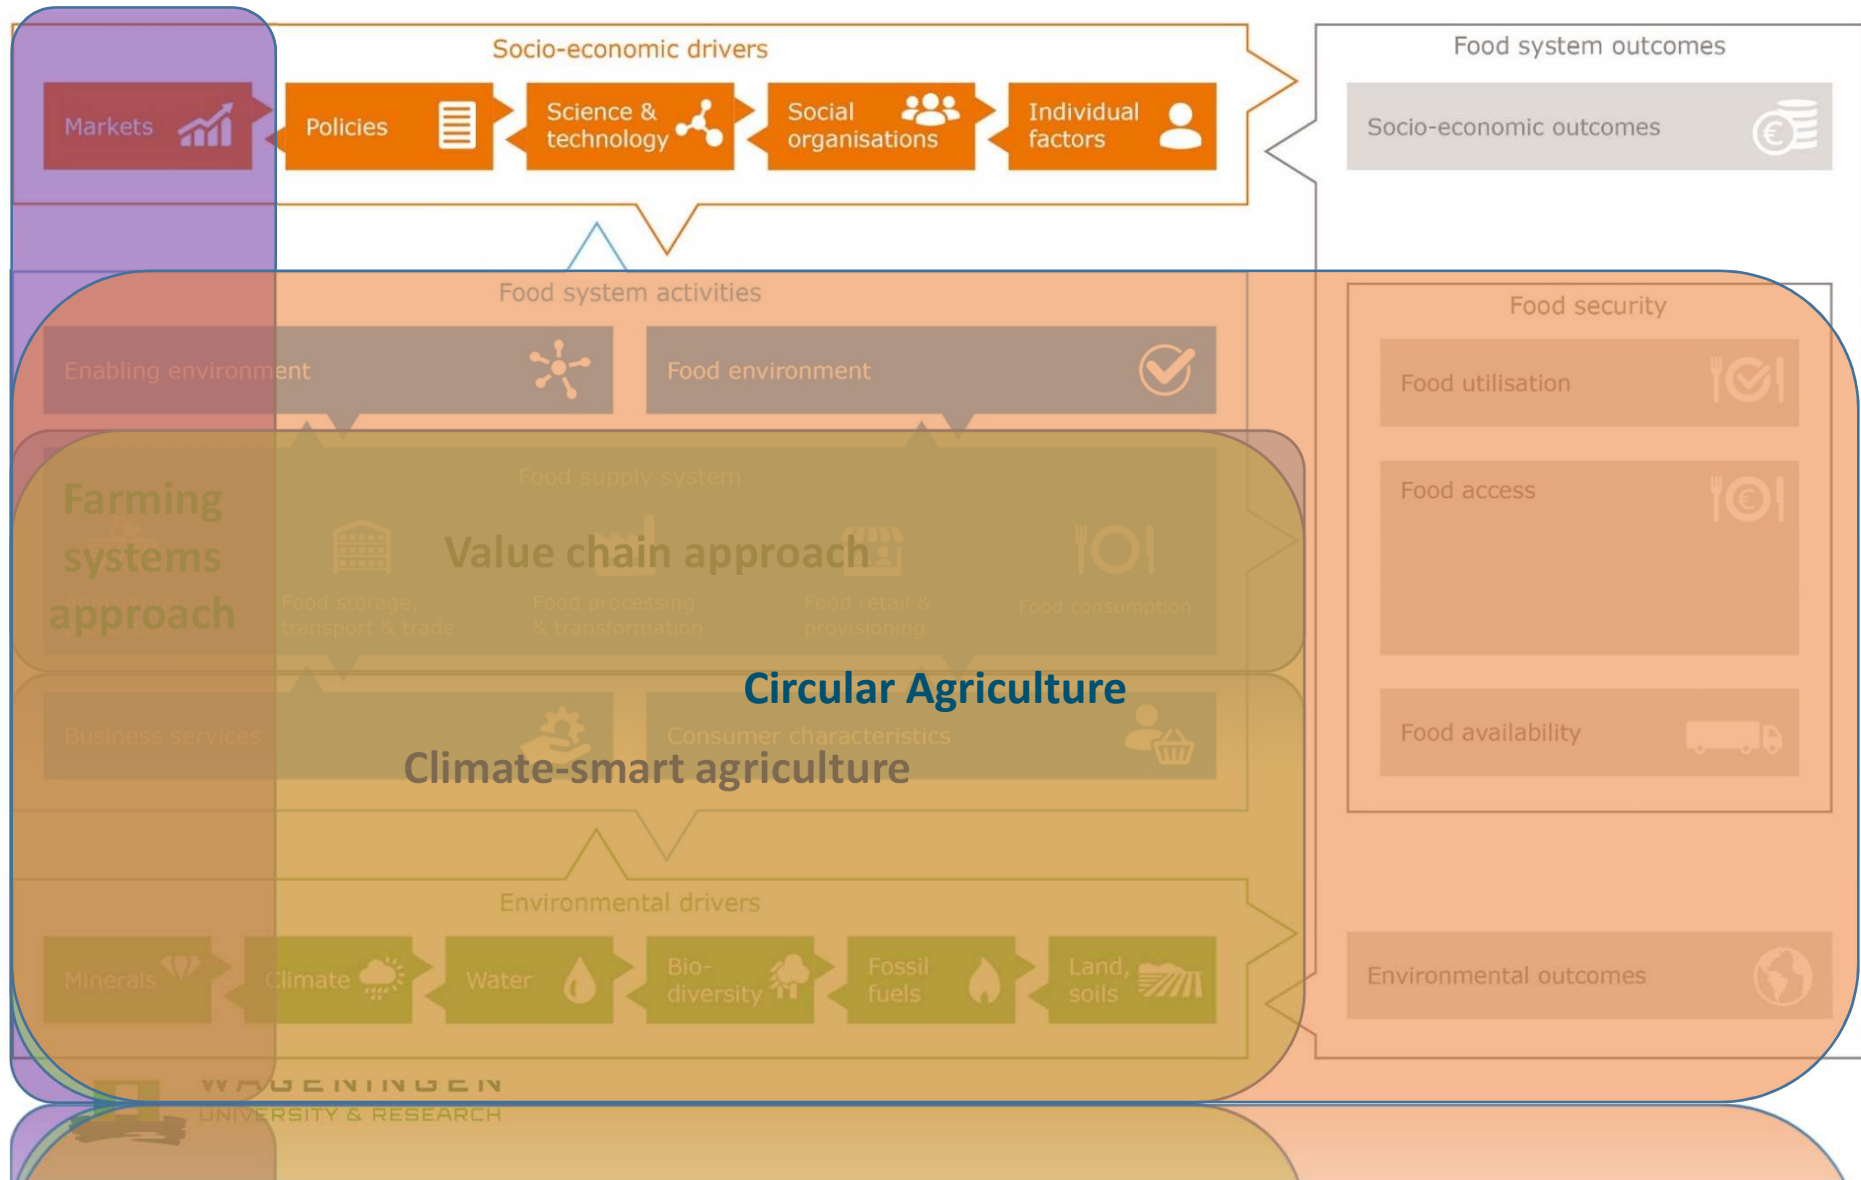 Socio-economic drivers
Food system outcomes
Markets
Policies
Science &
technology
Social
organisations
Individual
factors
Socio-economic outcomes
Food system activities
Food security
Enabling environment
Food environment
Food utilisation
Food supply system
Food access
Farming
systems
approach
Value chain approach
Food storage,
transport & trade
Food processing
& transformation
Food retail &
provisioning
Food consumption
Circular Agriculture
Business services
Consumer characteristics
Food availability
Climate-smart agriculture
Environmental drivers
Minerals
Climate
Water
Bio-
diversity
Fossil
fuels
Land,
soils
Environmental outcomes
WAGENINGEN
UNIVERSITY & RESEARCH